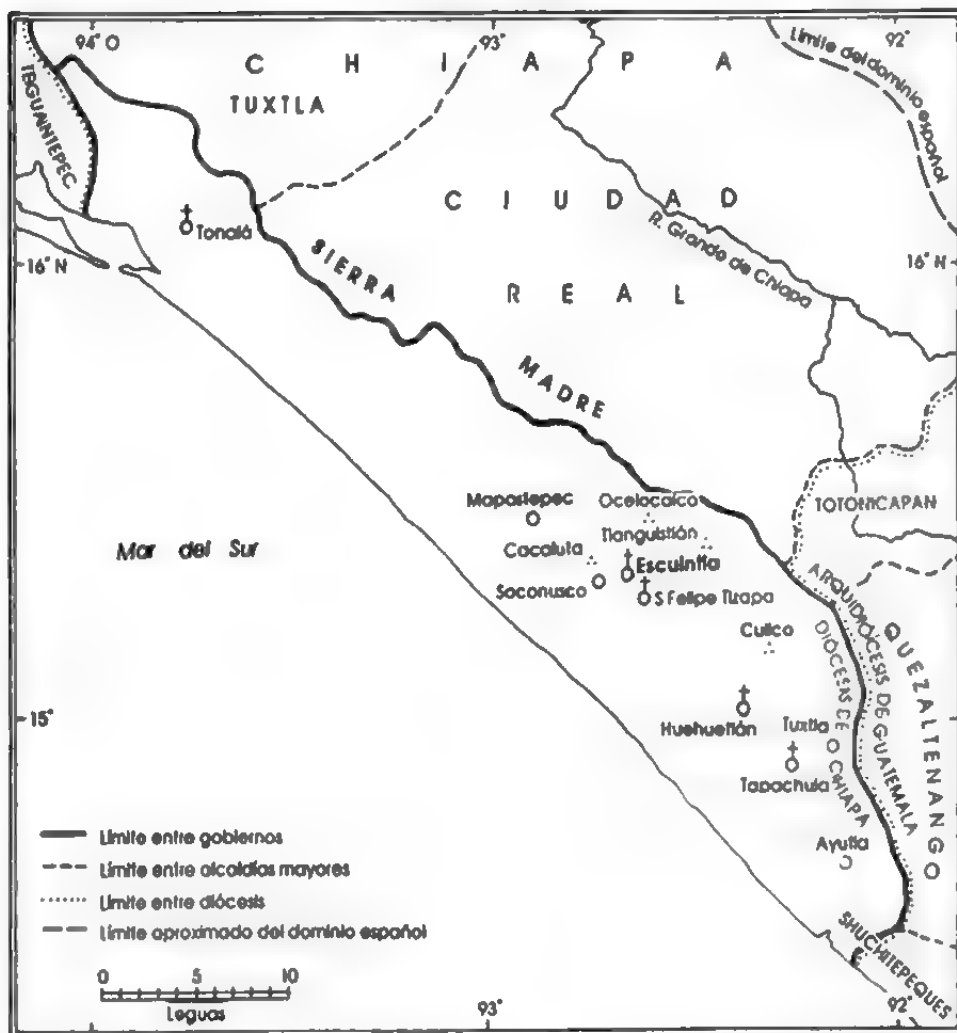 94° O
93°
92°
C H I A P A
TUXTLA
Límite del dominio español
TEGUANTEPEC
C I U D A D
R. Grande de Chiapa
Tonalá
16° N
16° N
SIERRA
R E A L
MADRE
Mapastepec
Ocelocalco
TOTONICAPAN
Tianguistlán
Mar del Sur
Cacaluta
Escuintla
Soconusco
S Felipe Tizapa
ARQUIDIÓCESIS DE GUATEMALA
DIÓCESIS DE CHIAPA
QUEZALTENANGO
Cuilco
15°
Huehuetlán
Tuxtla
Tapachula
Ayutla
Límite entre gobiernos
Límite entre alcaldías mayores
Límite entre diócesis
Límite aproximado del dominio español
SHUCHITEPEQUES
0 5 10
Leguas
93°
92°